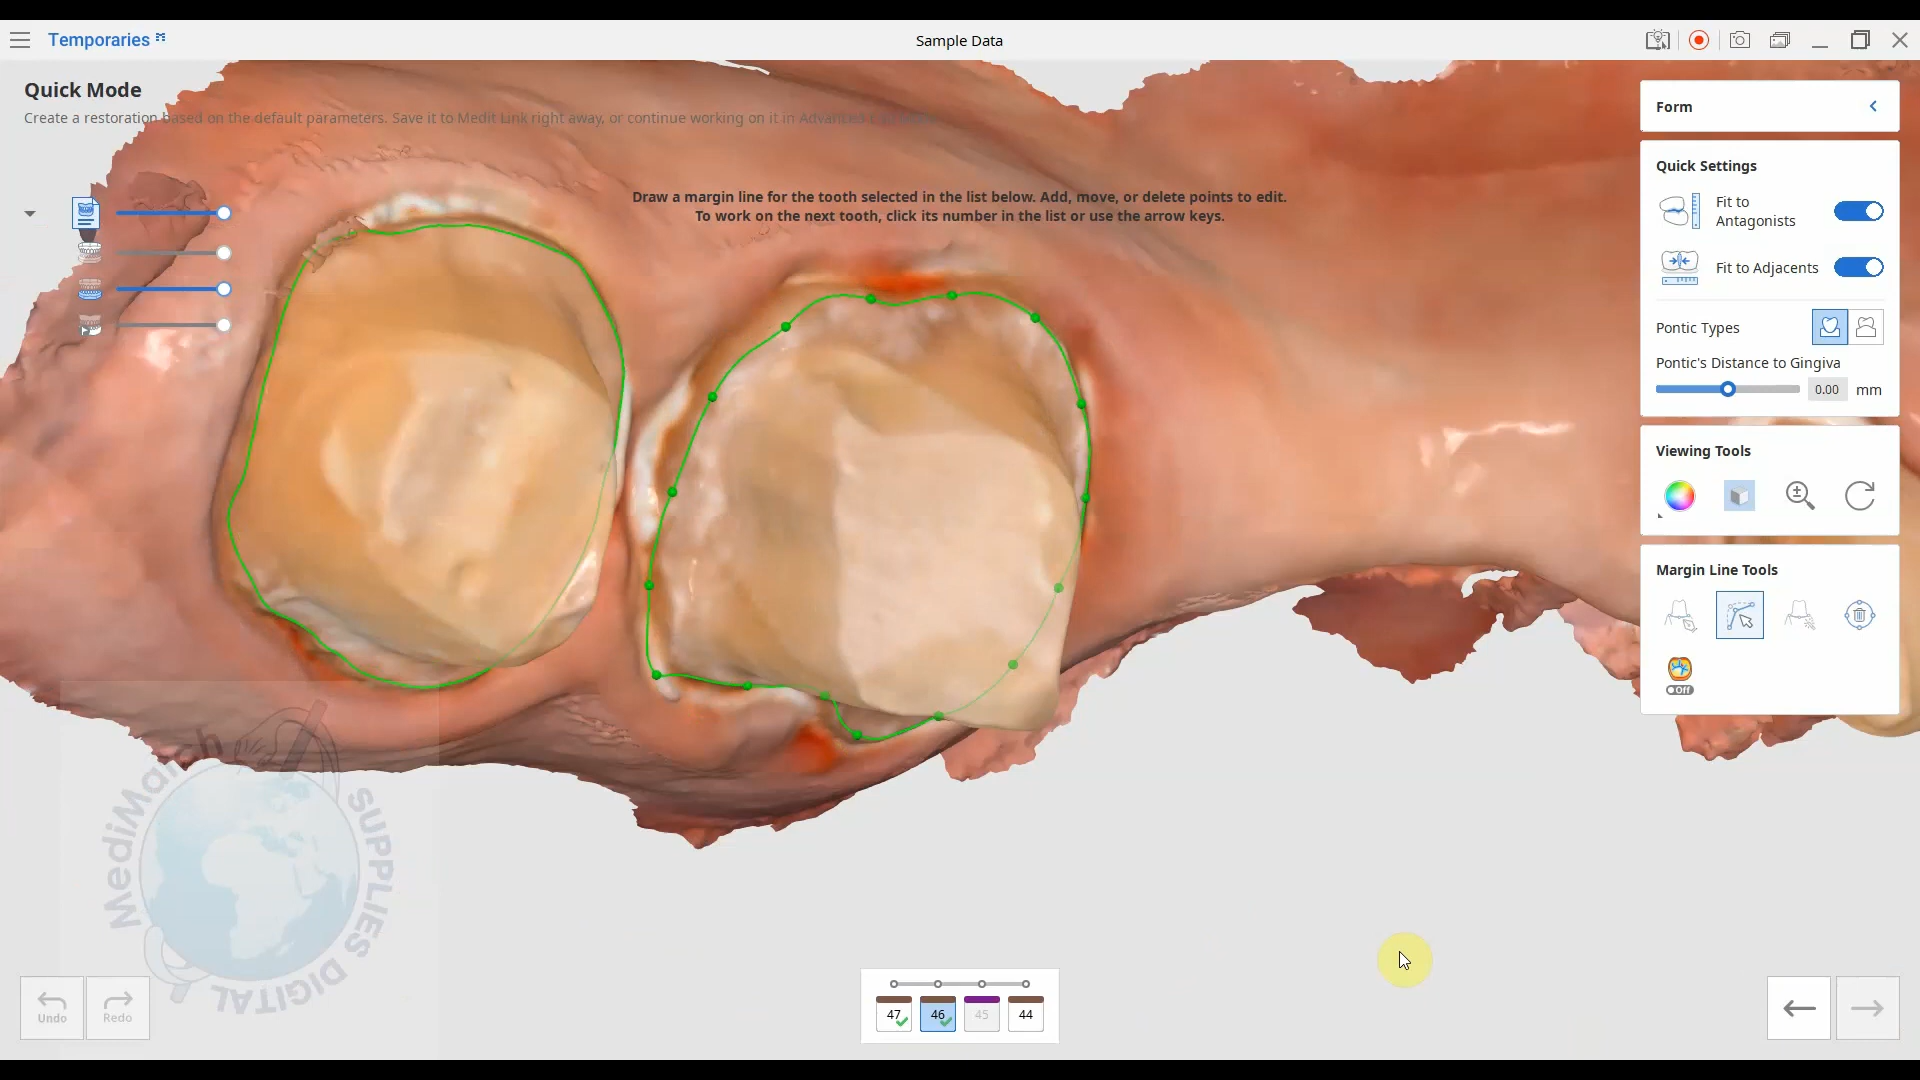 Temporaries
Sample Data
Quick Mode
Create a restoration based on the default parameters. Save it to Medit Link right away, or continue working on it in Advanced
Draw a margin line for the tooth selected in the list below. Add, move, or delete points to edit.
To work on the next tooth, click its number in the list or use the arrow keys.
Form
Quick Settings
Fit to
Antagonists
Fit to Adjacents
Pontic Types
Pontic's Distance to Gingiva
0.00 mm
Viewing Tools
Margin Line Tools
Off
MediMatch
DIGITAL
SUPPLIES
Undo
Redo
47
46
45
44